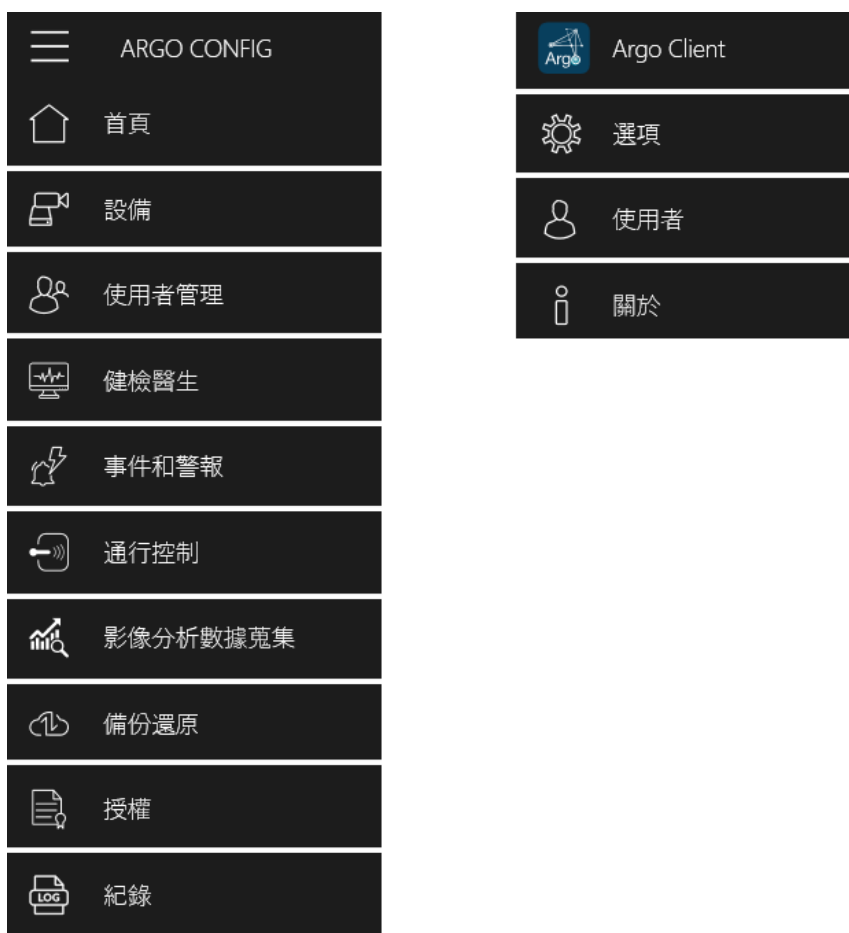 ARGO CONFIG
首頁
設備
使用者管理
健檢醫生
事件和警報
通行控制
影像分析數據蒐集
備份還原
授權
LOG
紀錄
Argo
Argo Client
選項
使用者
關於